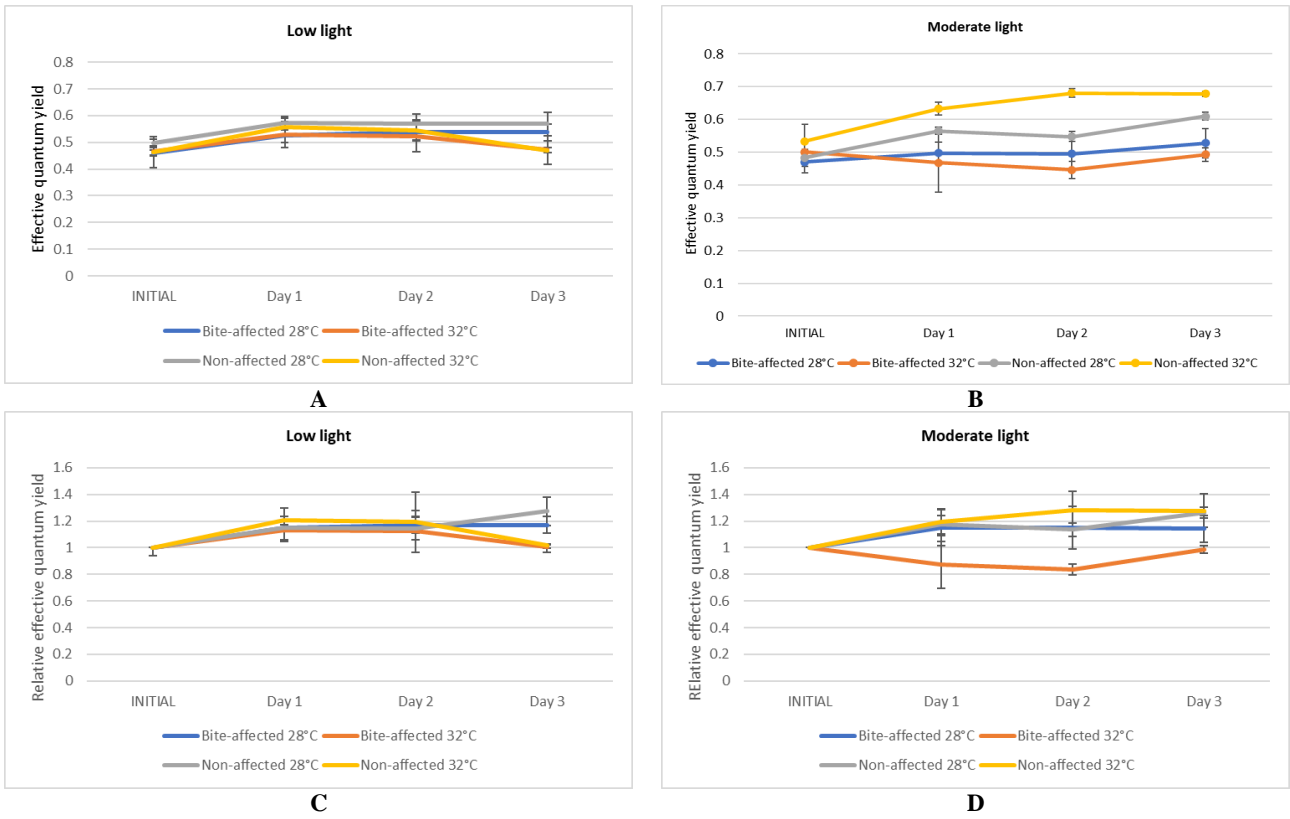 Low light
Effective quantum yield
0.8
0.7
0.6
0.5
0.4
0.3
0.2
0.1
0
INITIAL Day 1 Day 2 Day 3
Bite-affected 28°C Bite-affected 32°C
Non-affected 28°C Non-affected 32°C
A
Moderate light
Effective quantum yield
0.8
0.7
0.6
0.5
0.4
0.3
0.2
0.1
0
INITIAL Day 1 Day 2 Day 3
Bite-affected 28°C Bite-affected 32°C Non-affected 28°C Non-affected 32°C
B
Low light
Relative effective quantum yield
1.6
1.4
1.2
1
0.8
0.6
0.4
0.2
0
INITIAL Day 1 Day 2 Day 3
Bite-affected 28°C Bite-affected 32°C
Non-affected 28°C Non-affected 32°C
C
Moderate light
RElative effective quantum yield
1.6
1.4
1.2
1
0.8
0.6
0.4
0.2
0
INITIAL Day 1 Day 2 Day 3
Bite-affected 28°C Bite-affected 32°C
Non-affected 28°C Non-affected 32°C
D